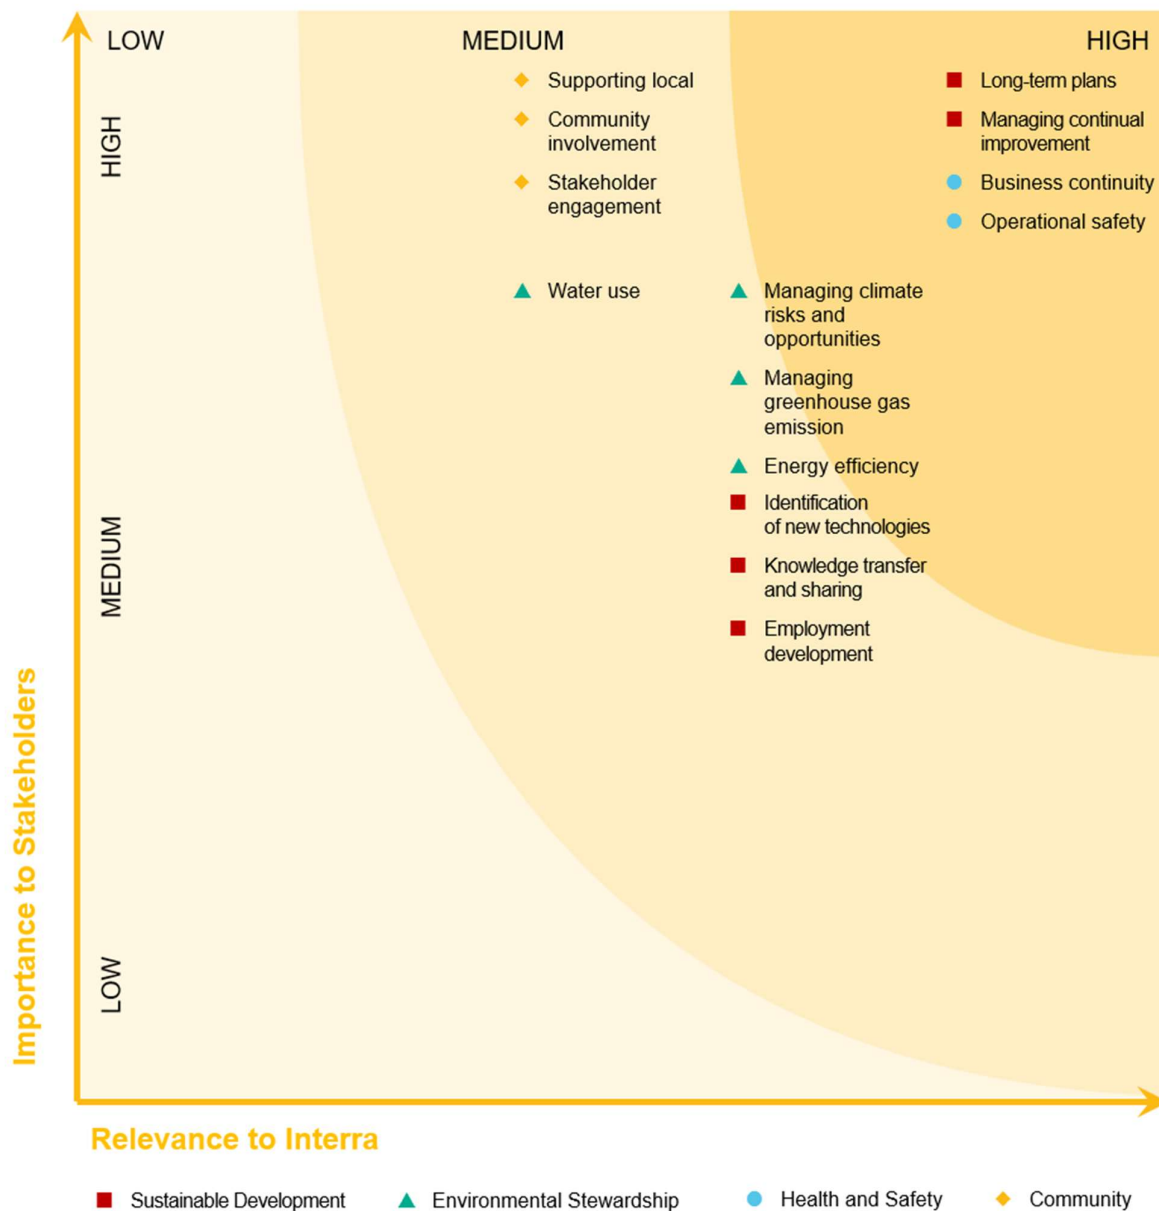 LOW
MEDIUM
HIGH
HIGH
MEDIUM
LOW
Importance to Stakeholders
Supporting local
Community
involvement
Stakeholder
engagement
Water use
Long-term plans
Managing continual
improvement
Business continuity
Operational safety
Managing climate
risks and
opportunities
Managing
greenhouse gas
emission
Energy efficiency
Identification
of new technologies
Knowledge transfer
and sharing
Employment
development
Relevance to Interra
Sustainable Development
Environmental Stewardship
Health and Safety
Community